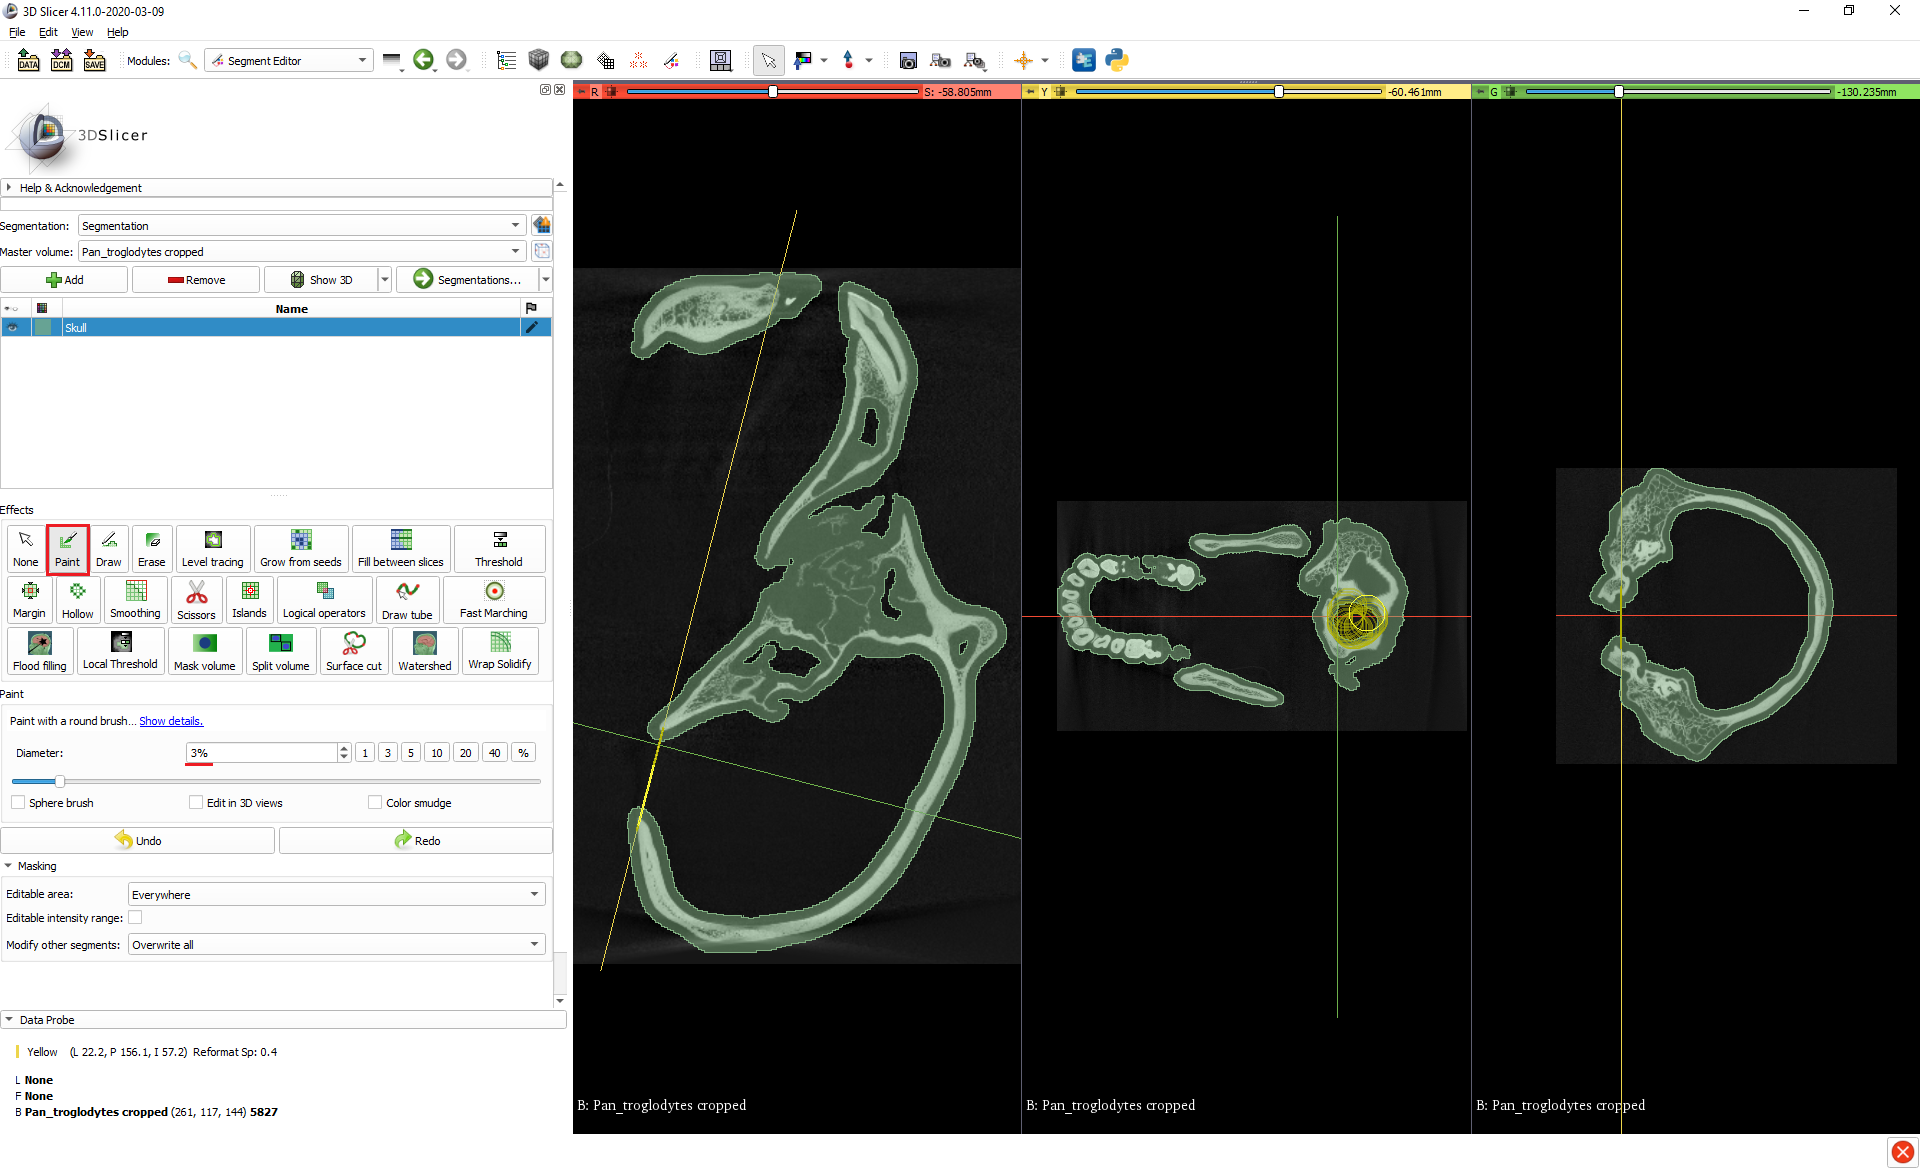 3D Slicer 4.11.0-2020-03-09
File Edit View Help
DATA DCM SAVE Modules: Segment Editor
R S: -58.805mm Y -60.461mm G -130.235mm
3DSlicer
Help & Acknowledgement
Segmentation: Segmentation
Master volume: Pan_troglodytes cropped
Add Remove Show 3D Segmentations...
Name
Skull
Effects
None Paint Draw Erase Level tracing Grow from seeds Fill between slices Threshold
Margin Hollow Smoothing Scissors Islands Logical operators Draw tube Fast Marching
Flood filling Local Threshold Mask volume Split volume Surface cut Watershed Wrap Solidify
Paint
Paint with a round brush... Show details.
Diameter: 3% 1 3 5 10 20 40 %
Sphere brush Edit in 3D views Color smudge
Undo Redo
Masking
Editable area: Everywhere
Editable intensity range:
Modify other segments: Overwrite all
Data Probe
Yellow (L 22.2, P 156.1, I 57.2) Reformat Sp: 0.4
L None
F None
B Pan_troglodytes cropped (261, 117, 144) 5827
B: Pan_troglodytes cropped
B: Pan_troglodytes cropped
B: Pan_troglodytes cropped